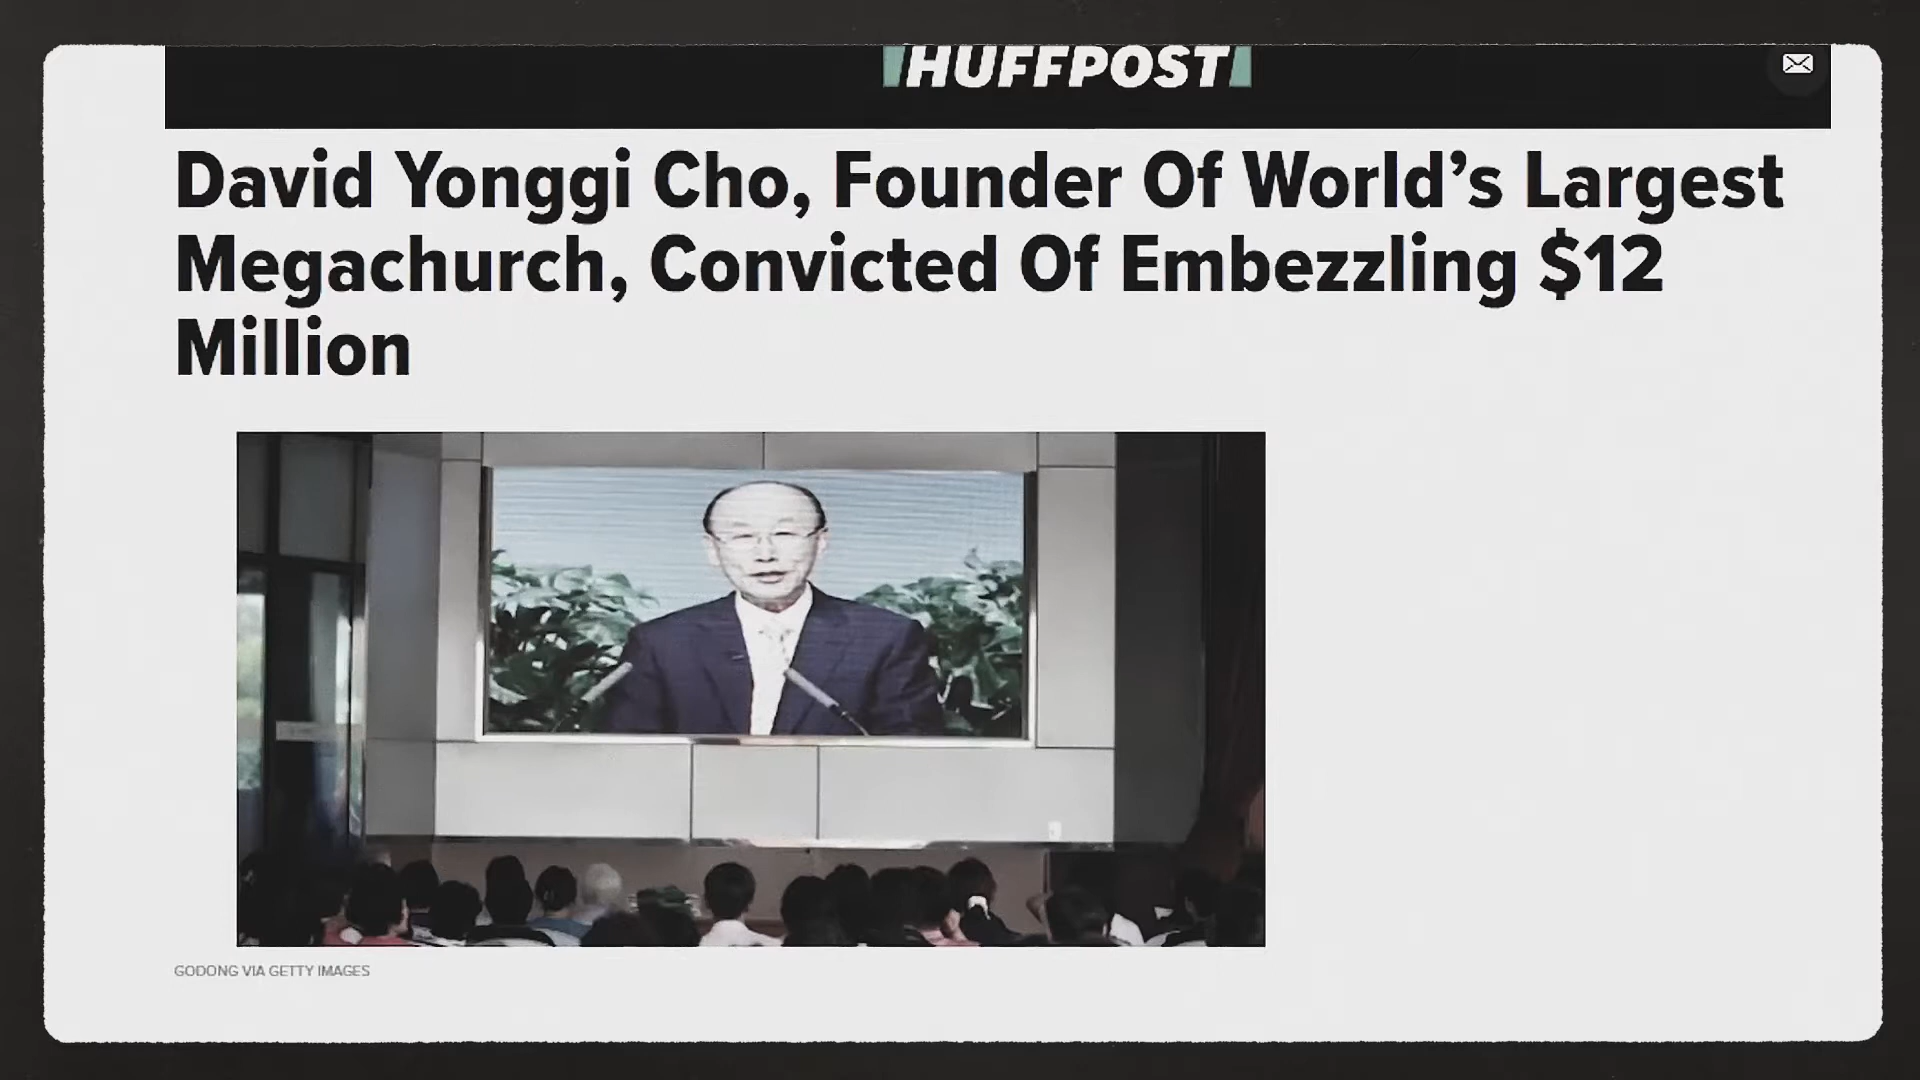 HUFFPOST
David Yonggi Cho, Founder Of World’s Largest
Megachurch, Convicted Of Embezzling $12
Million
GODONG VIA GETTY IMAGES